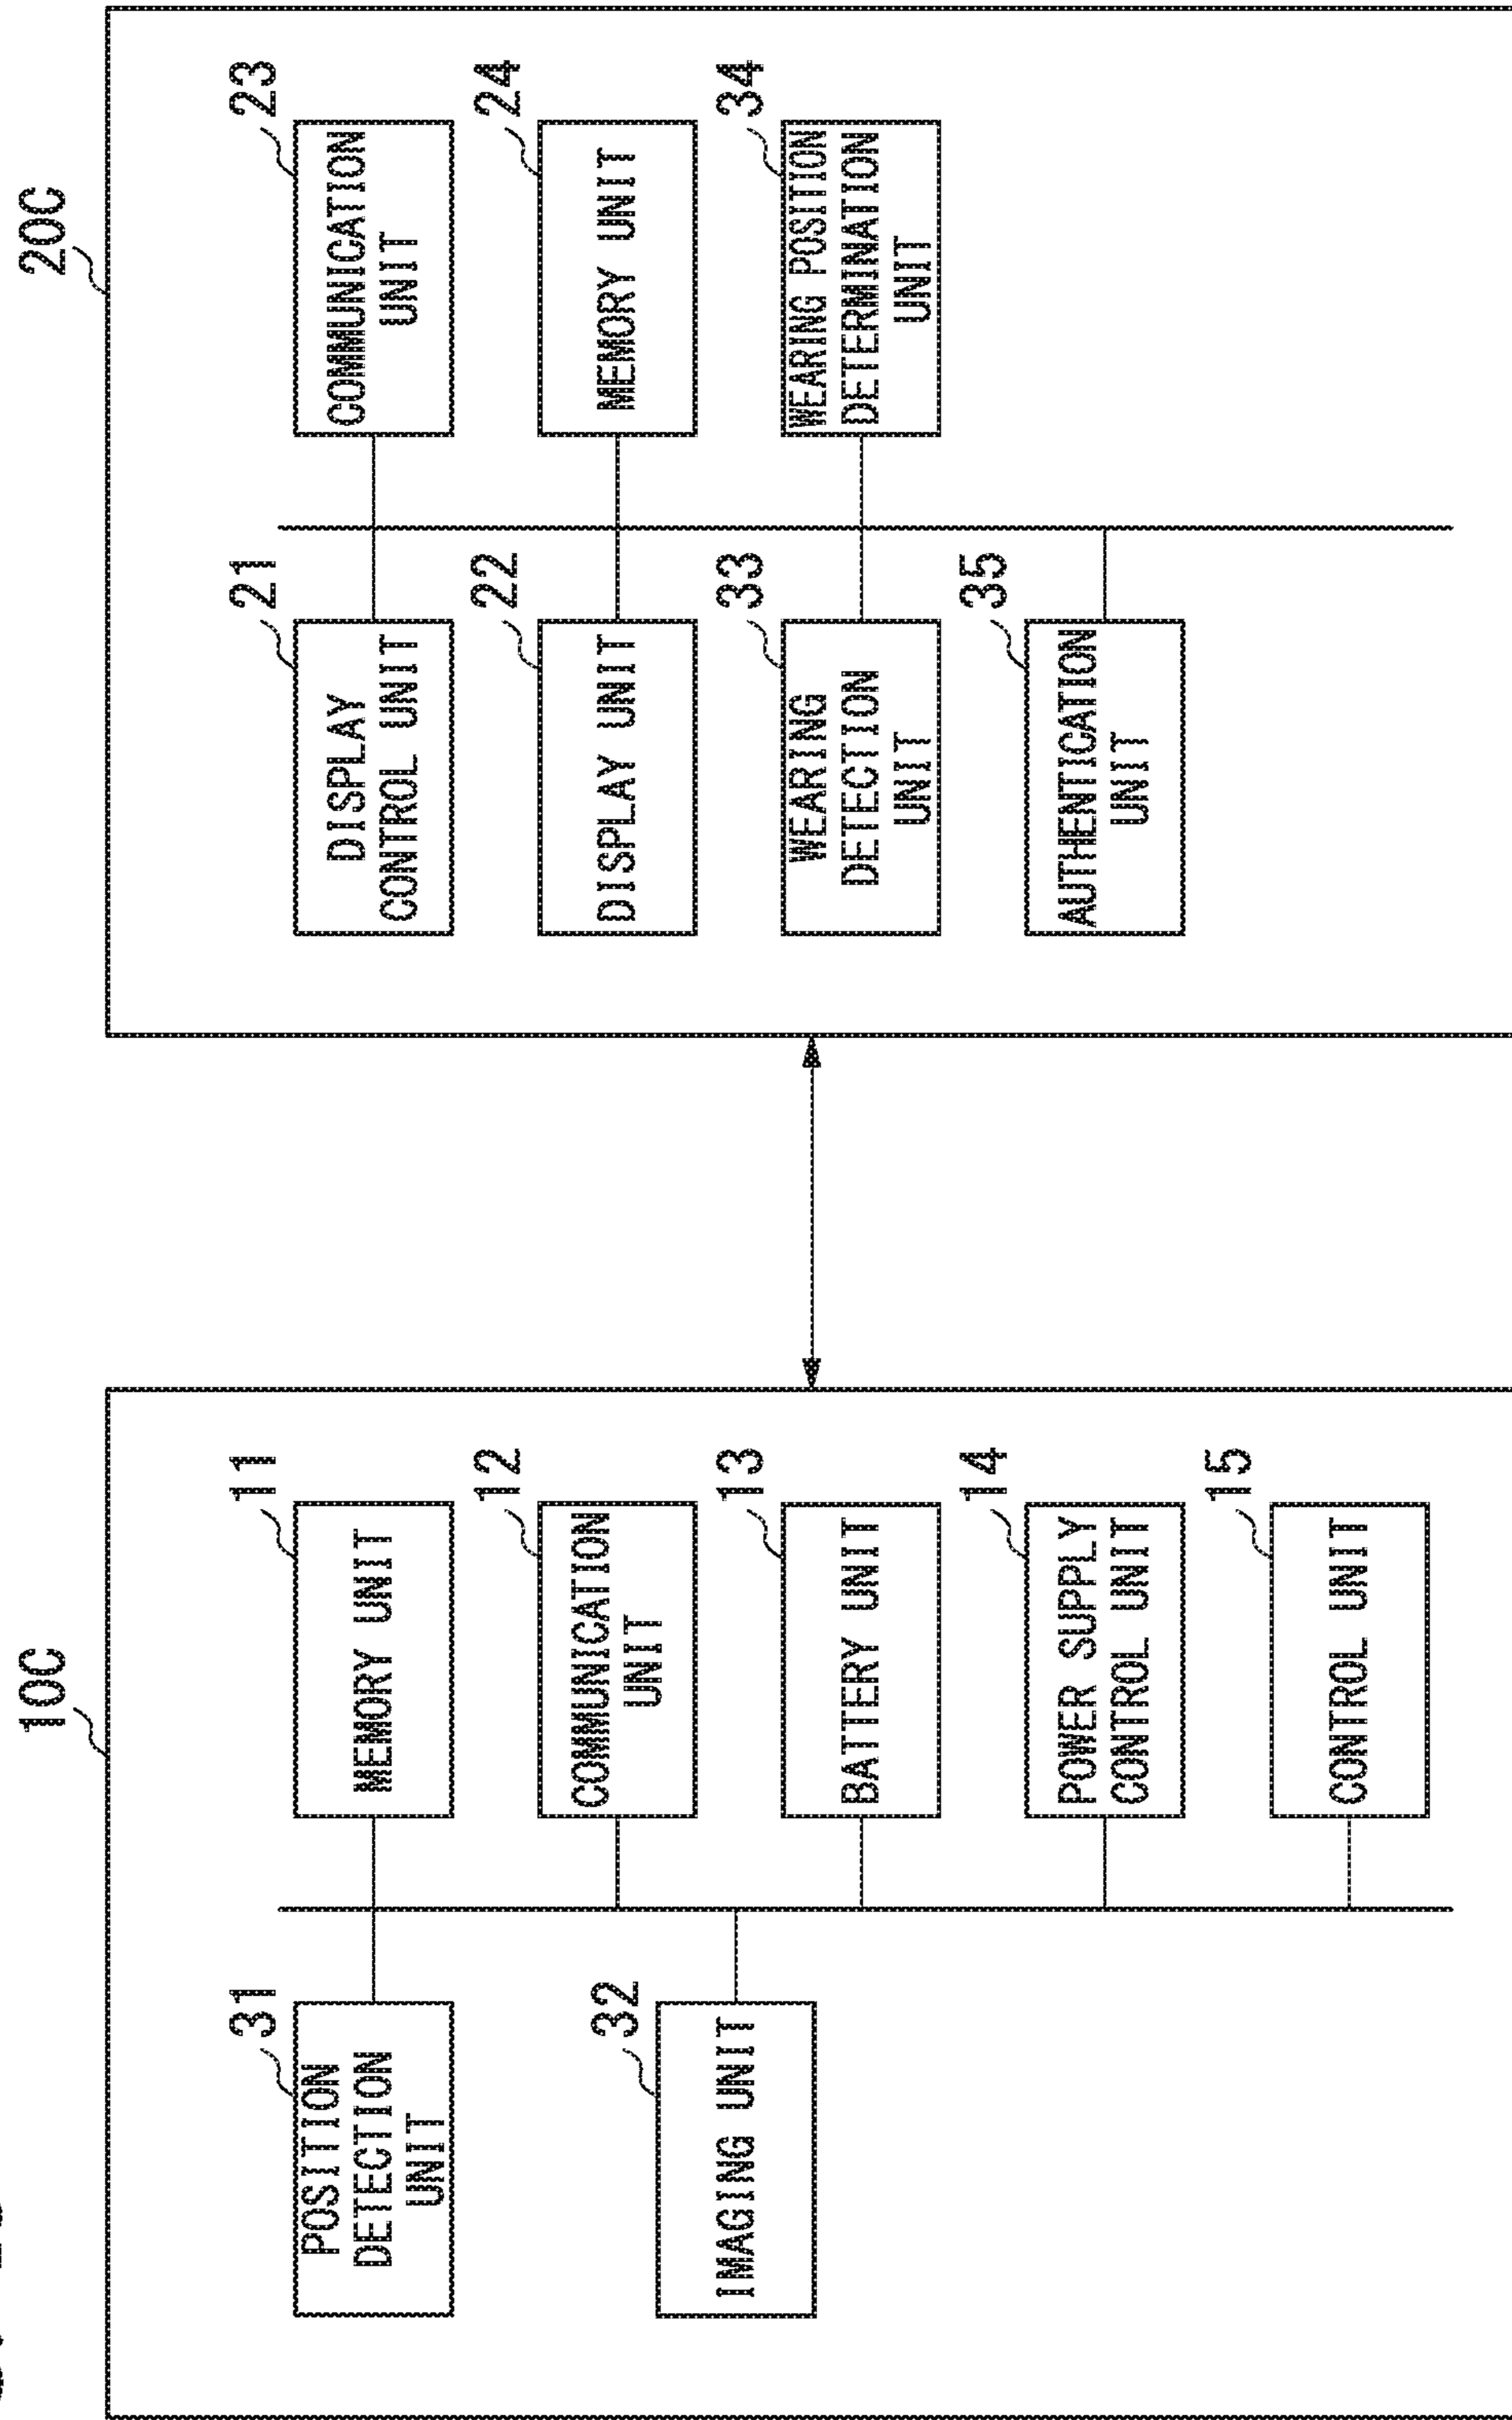 10C
31
POSITION
DETECTION
UNIT
32
IMAGING UNIT
11
MEMORY UNIT
12
COMMUNICATION
UNIT
13
BATTERY UNIT
14
POWER SUPPLY
CONTROL UNIT
15
CONTROL UNIT
20C
21
DISPLAY
CONTROL UNIT
22
DISPLAY UNIT
33
WEARING
DETECTION
UNIT
35
AUTHENTICATION
UNIT
23
COMMUNICATION
UNIT
24
MEMORY UNIT
34
WEARING POSITION
DETERMINATION
UNIT